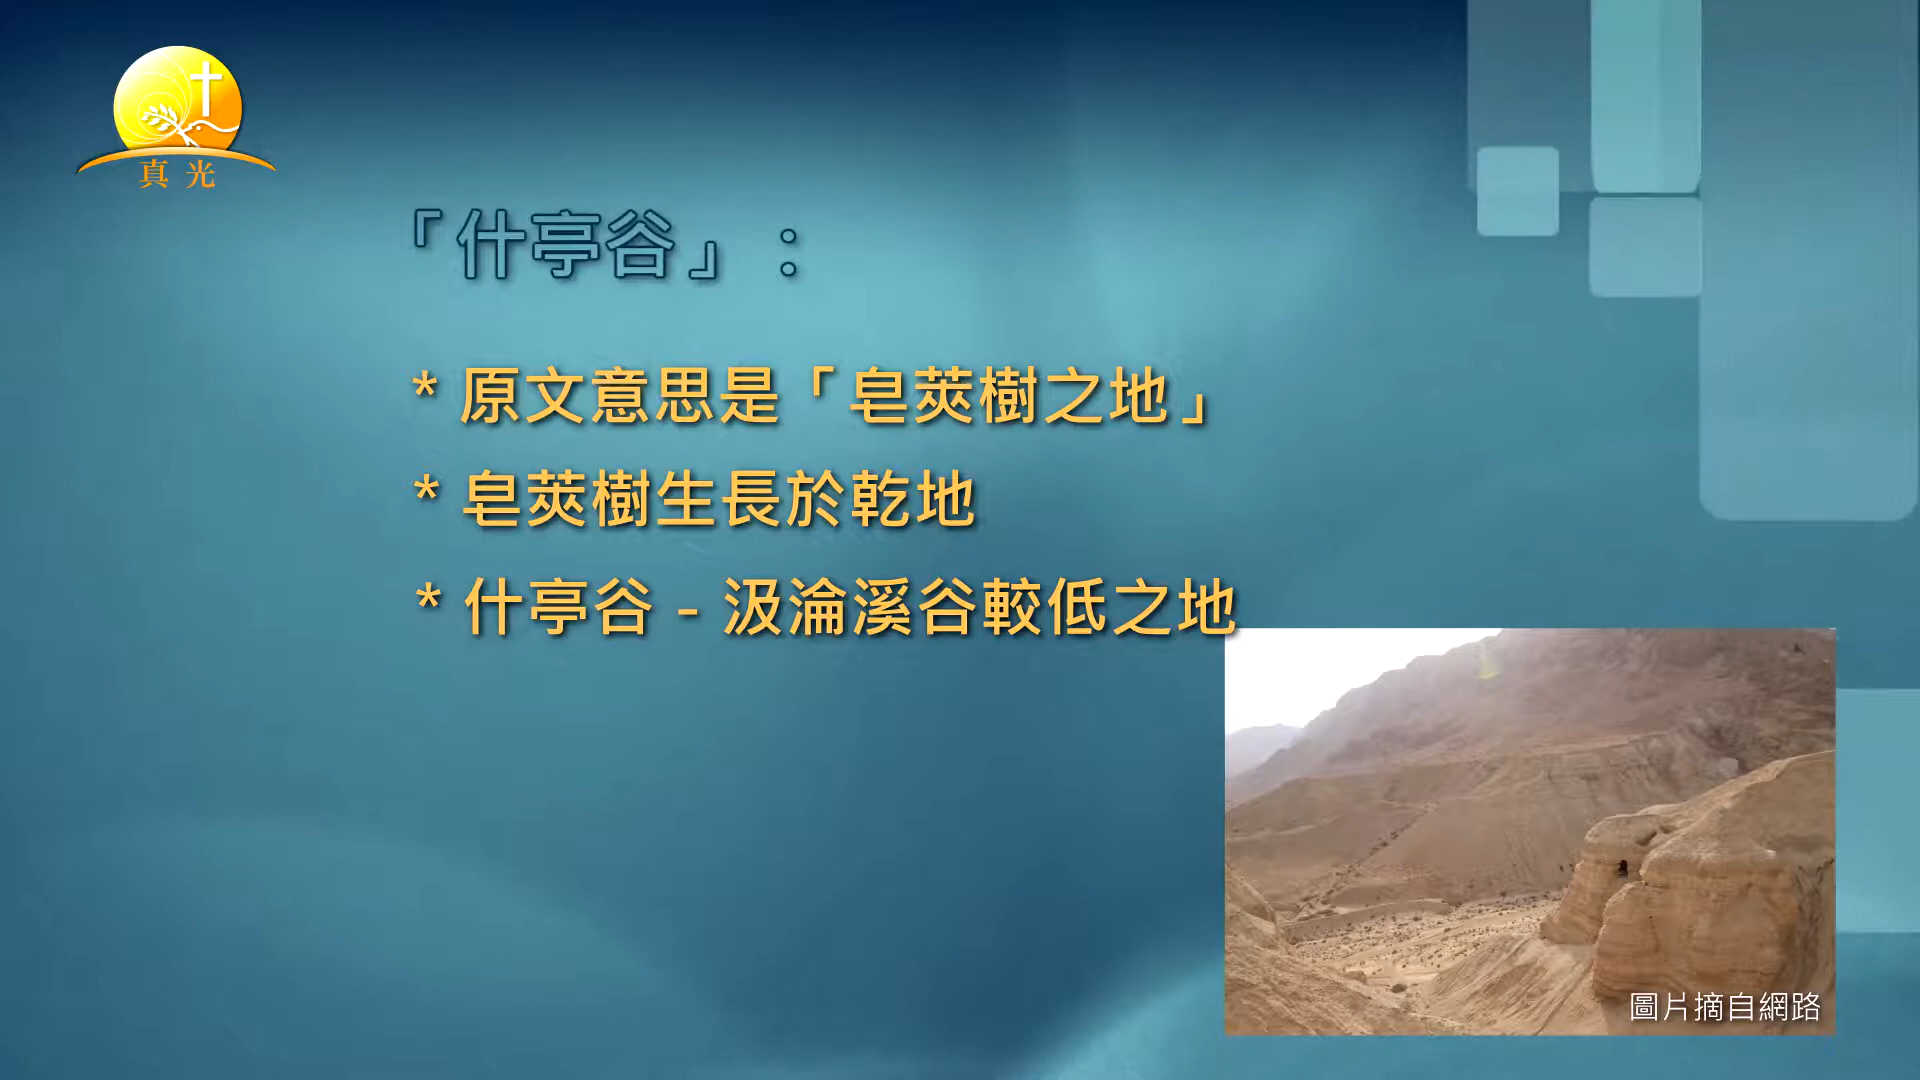 真光
「什亭谷」：
* 原文意思是「皂莢樹之地」
* 皂莢樹生長於乾地
* 什亭谷 - 汲淪溪谷較低之地
圖片摘自網路